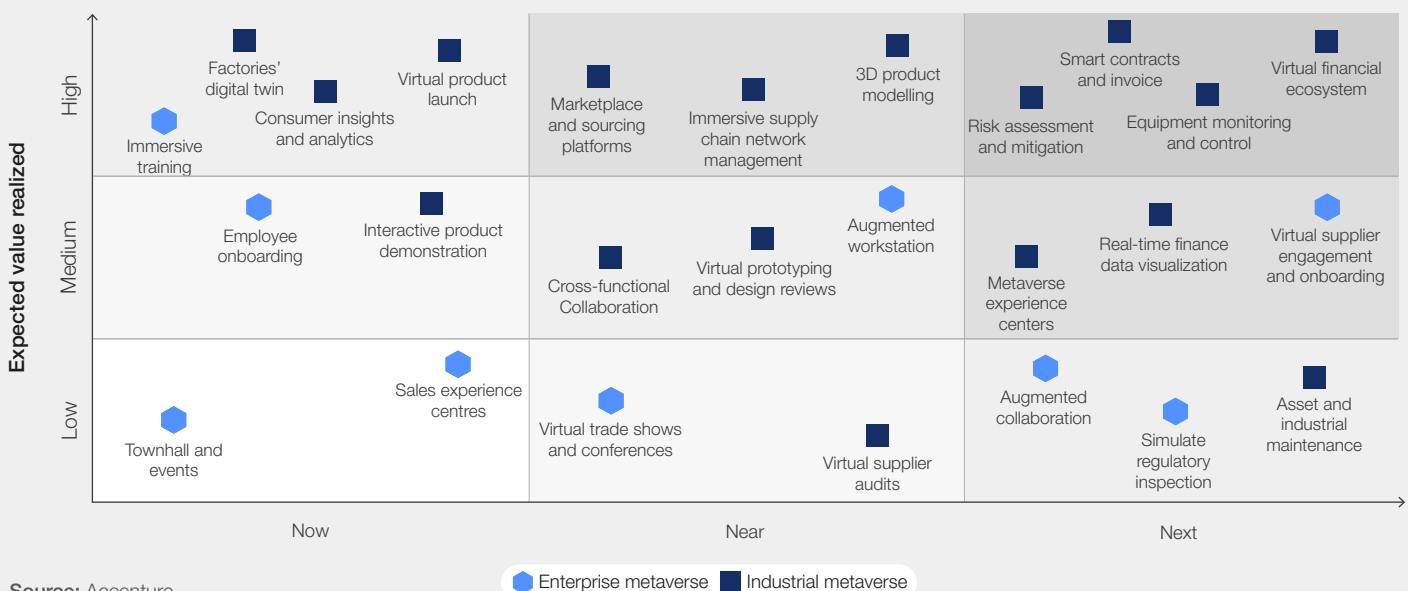 Expected value realized
High
Medium
Low
Factories’
digital twin
Virtual product
launch
Consumer insights
and analytics
Immersive
training
Marketplace
and sourcing
platforms
Immersive supply
chain network
management
3D product
modelling
Smart contracts
and invoice
Virtual financial
ecosystem
Risk assessment
and mitigation
Equipment monitoring
and control
Employee
onboarding
Interactive product
demonstration
Cross-functional
Collaboration
Virtual prototyping
and design reviews
Augmented
workstation
Metaverse
experience
centers
Real-time finance
data visualization
Virtual supplier
engagement
and onboarding
Townhall and
events
Sales experience
centres
Virtual trade shows
and conferences
Virtual supplier
audits
Augmented
collaboration
Simulate
regulatory
inspection
Asset and
industrial
maintenance
Now
Near
Next
Enterprise metaverse
Industrial metaverse
Source: Accenture